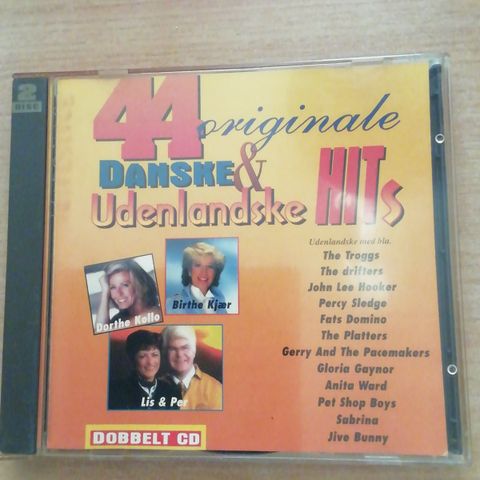 2
DISC
44 originale
DANSKE &
Udenlandske HITs
Dorthe Kollo
Birthe Kjær
Lis & Per
DOBBELT CD
Udenlandske med bla.
The Troggs
The drifters
John Lee Hooker
Percy Sledge
Fats Domino
The Platters
Gerry And The Pacemakers
Gloria Gaynor
Anita Ward
Pet Shop Boys
Sabrina
Jive Bunny